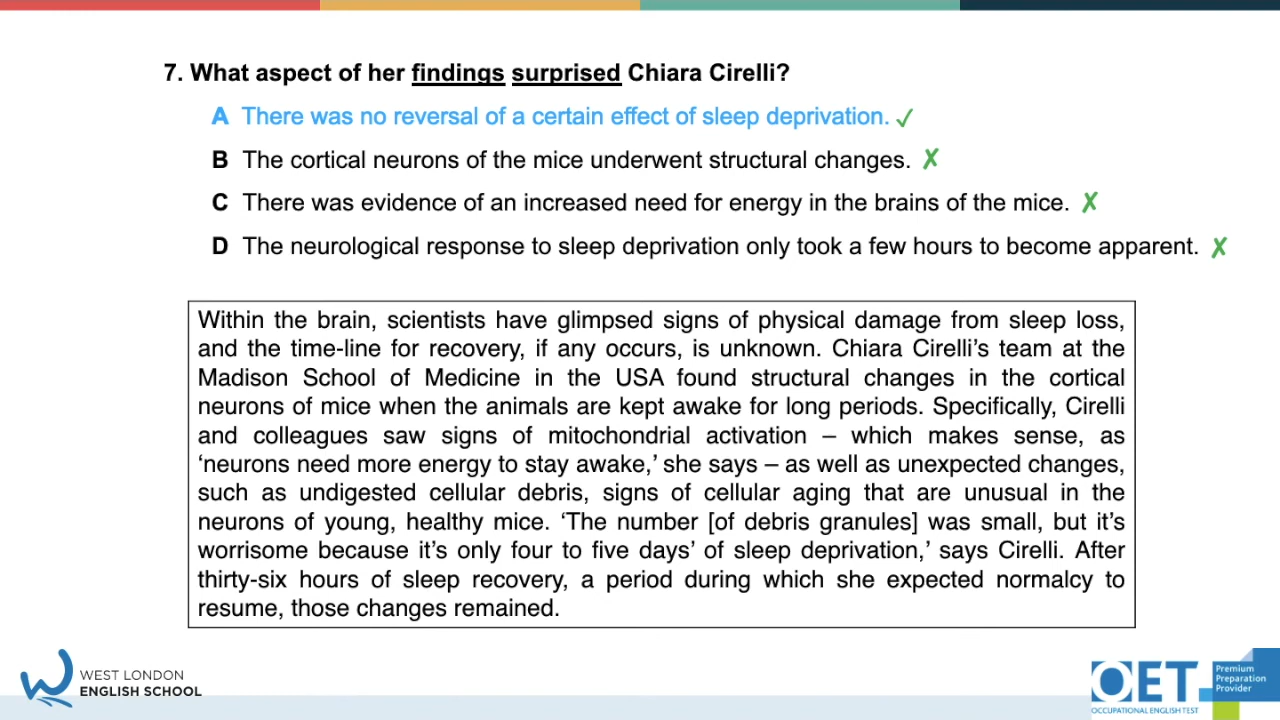 7. What aspect of her findings surprised Chiara Cirelli?
A There was no reversal of a certain effect of sleep deprivation. ✓
B The cortical neurons of the mice underwent structural changes. ✗
C There was evidence of an increased need for energy in the brains of the mice. ✗
D The neurological response to sleep deprivation only took a few hours to become apparent. ✗
Within the brain, scientists have glimpsed signs of physical damage from sleep loss,
and the time-line for recovery, if any occurs, is unknown. Chiara Cirelli’s team at the
Madison School of Medicine in the USA found structural changes in the cortical
neurons of mice when the animals are kept awake for long periods. Specifically, Cirelli
and colleagues saw signs of mitochondrial activation – which makes sense, as
‘neurons need more energy to stay awake,’ she says – as well as unexpected changes,
such as undigested cellular debris, signs of cellular aging that are unusual in the
neurons of young, healthy mice. ‘The number [of debris granules] was small, but it’s
worrisome because it’s only four to five days’ of sleep deprivation,’ says Cirelli. After
thirty-six hours of sleep recovery, a period during which she expected normalcy to
resume, those changes remained.
WEST LONDON
ENGLISH SCHOOL
OET
OCCUPATIONAL ENGLISH TEST
Premium
Preparation
Provider